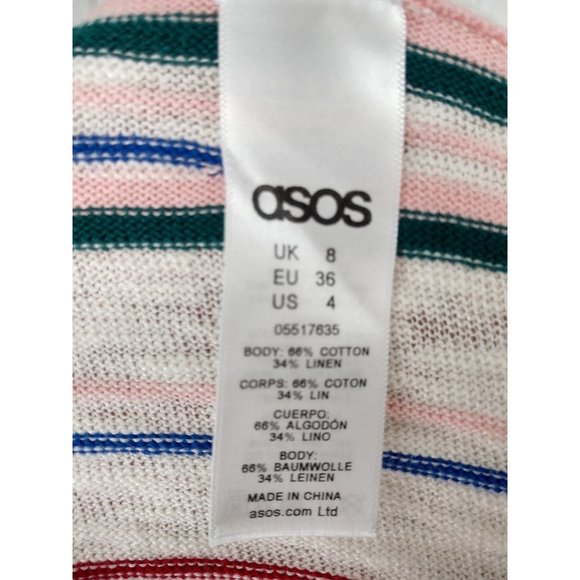 asos
UK 8
EU 36
US 4
05517635
BODY: 66% COTTON
34% LINEN
CORPS: 66% COTON
34% LIN
CUERPO:
66% ALGODÓN
34% LINO
BODY:
66% BAUMWOLLE
34% LEINEN
MADE IN CHINA
asos.com Ltd